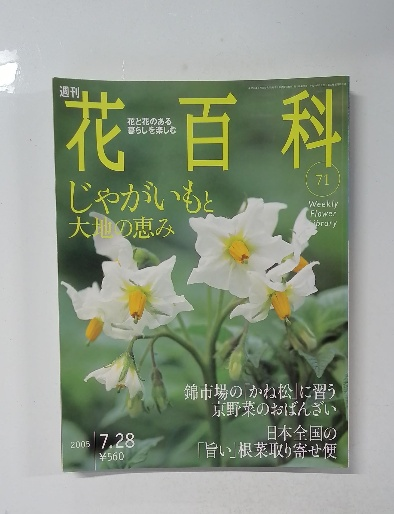 週刊
花百科
花と花のある
暮らしを楽しむ
71
Weekly
Flower
Library
じゃがいもと
大地の恵み
錦市場の「かね松」に習う
京野菜のおばんざい
日本全国の
「旨い」根菜取り寄せ便
2005 7.28
¥560